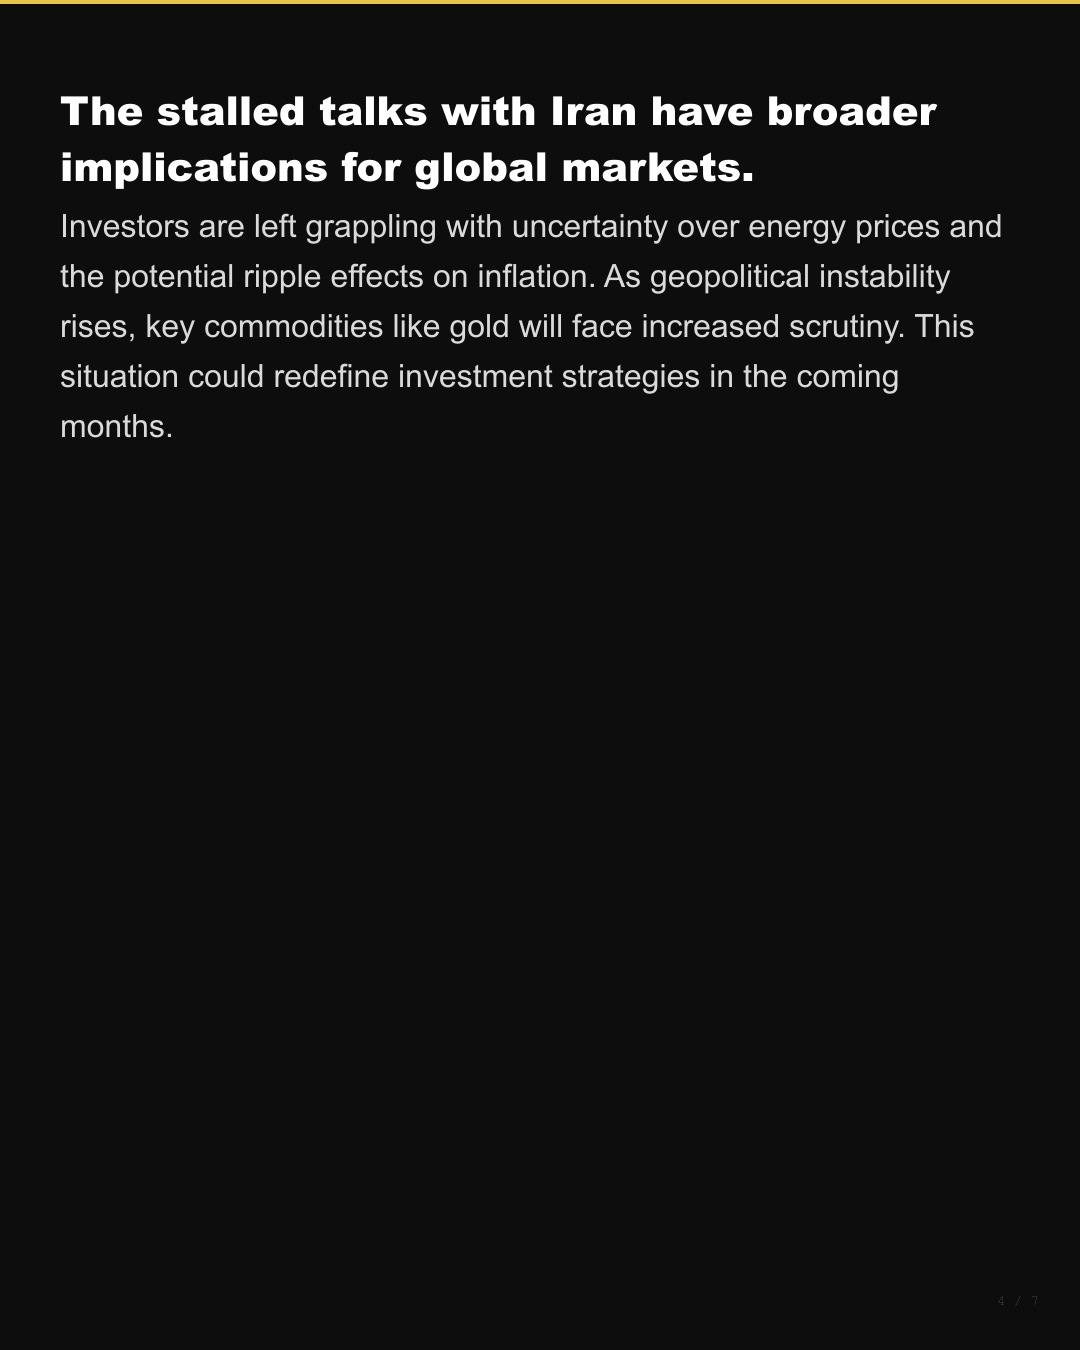 The stalled talks with Iran have broader
implications for global markets.
Investors are left grappling with uncertainty over energy prices and
the potential ripple effects on inflation. As geopolitical instability
rises, key commodities like gold will face increased scrutiny. This
situation could redefine investment strategies in the coming
months.
4 / 7